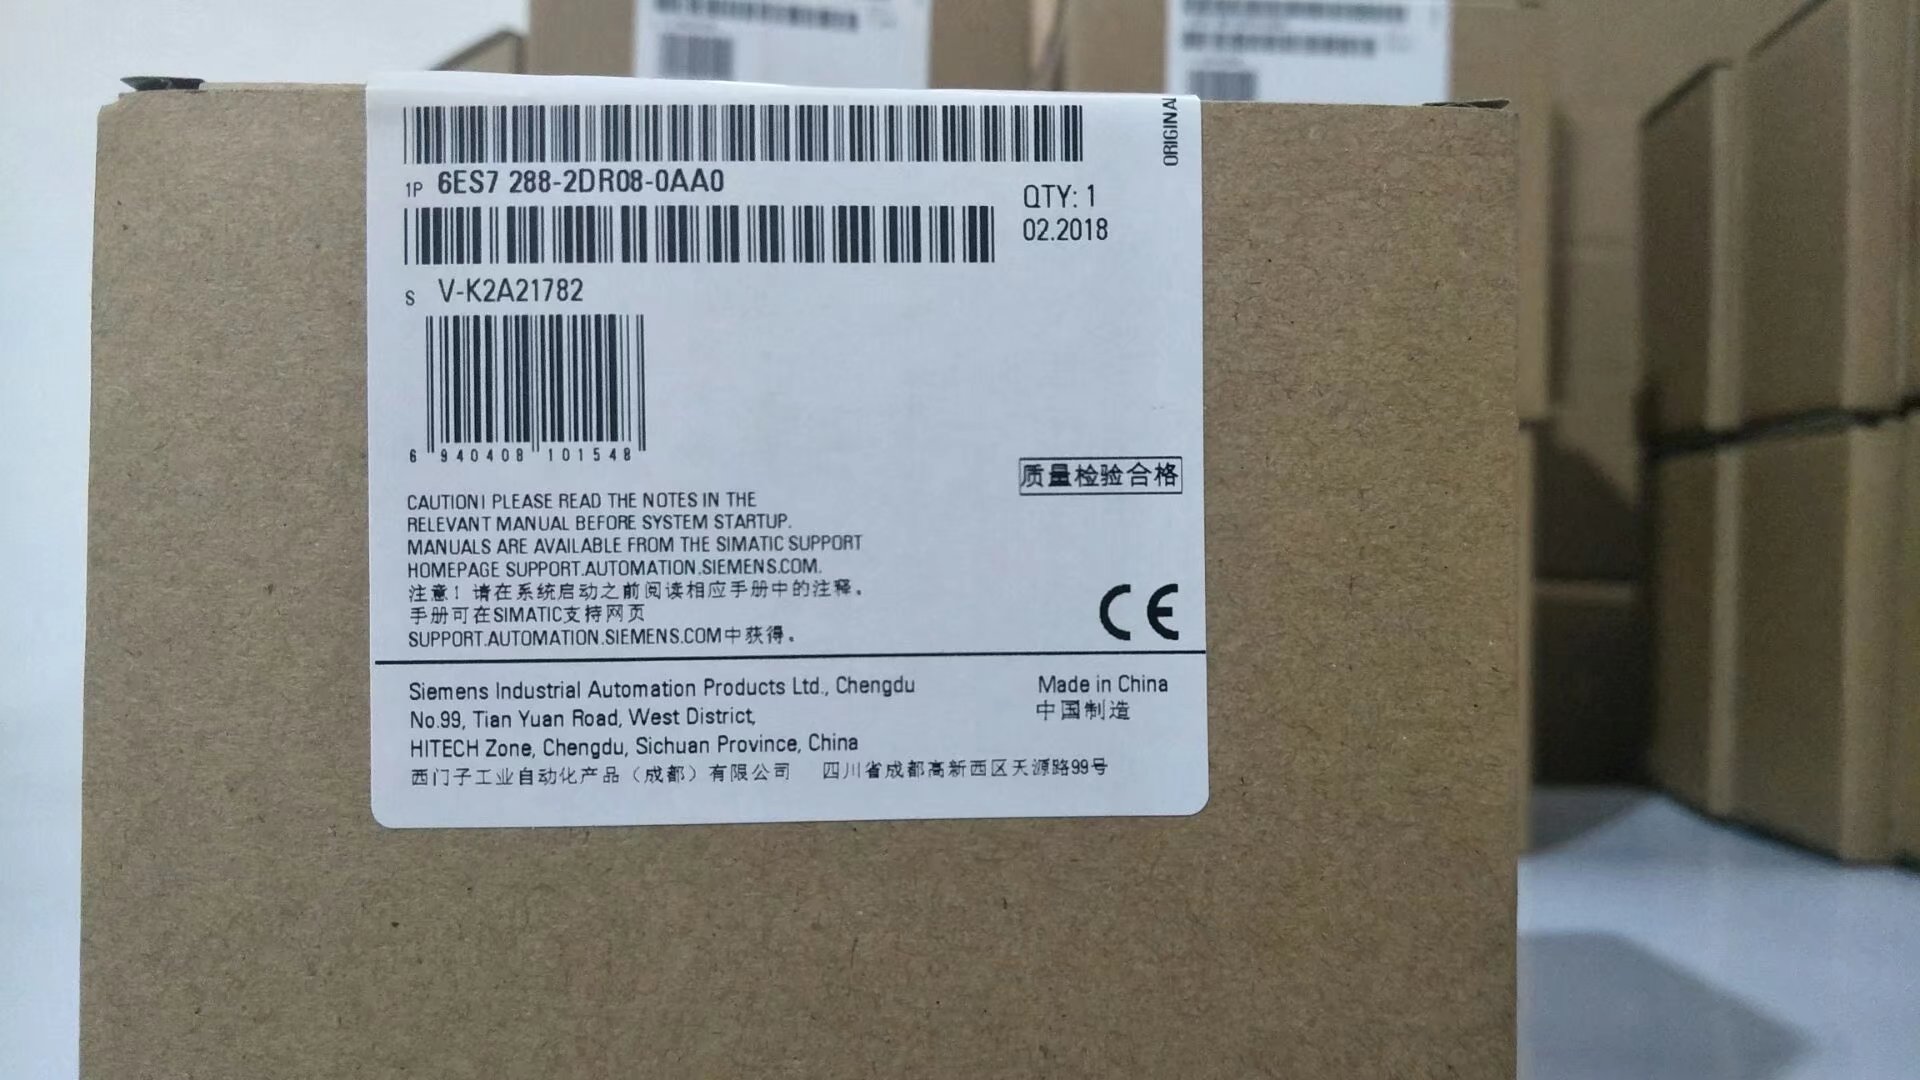 ORIGINA
1P 6ES7 288-2DR08-0AA0
QTY: 1
02.2018
S V-K2A21782
6 940408 101548
质量检验合格
CAUTION! PLEASE READ THE NOTES IN THE
RELEVANT MANUAL BEFORE SYSTEM STARTUP.
MANUALS ARE AVAILABLE FROM THE SIMATIC SUPPORT
HOMEPAGE SUPPORT.AUTOMATION.SIEMENS.COM.
注意！请在系统启动之前阅读相应手册中的注释。
手册可在SIMATIC支持网页
SUPPORT.AUTOMATION.SIEMENS.COM中获得。
CE
Siemens Industrial Automation Products Ltd., Chengdu
No.99, Tian Yuan Road, West District,
HITECH Zone, Chengdu, Sichuan Province, China
西门子工业自动化产品（成都）有限公司 四川省成都高新西区天源路99号
Made in China
中国制造